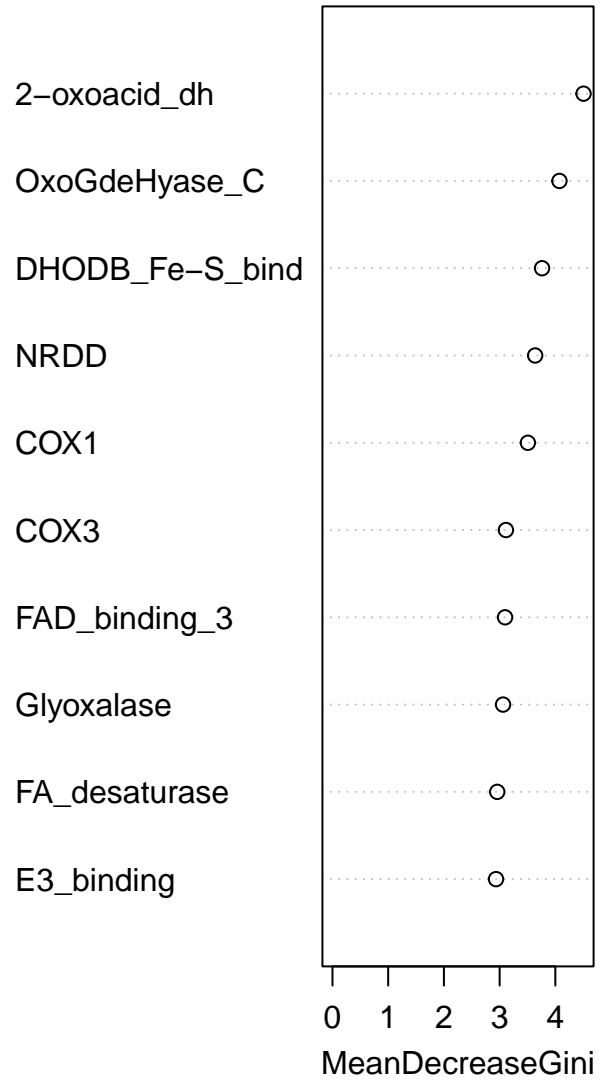 2−oxoacid_dh
OxoGdeHyase_C
DHODB_Fe−S_bind
NRDD
COX1
COX3
FAD_binding_3
Glyoxalase
FA_desaturase
E3_binding
0 1 2 3 4
MeanDecreaseGini